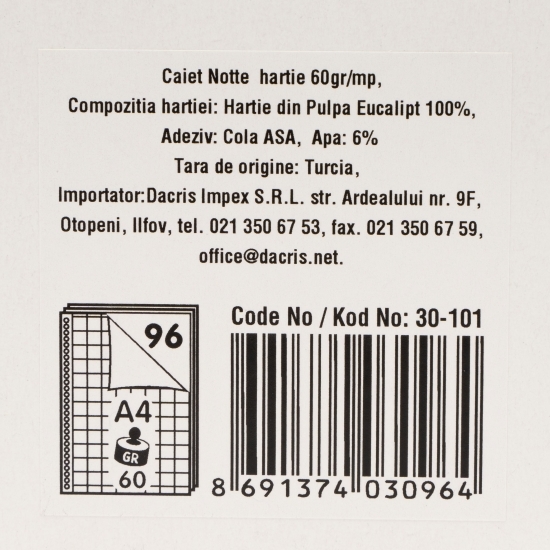 Caiet Notte hartie 60gr/mp,
Compozitia hartiei: Hartie din Pulpa Eucalipt 100%,
Adeziv: Cola ASA, Apa: 6%
Tara de origine: Turcia,
Importator:Dacris Impex S.R.L. str. Ardealului nr. 9F,
Otopeni, Ilfov, tel. 021 350 67 53, fax. 021 350 67 59,
office@dacris.net.
Code No / Kod No: 30-101
96
A4
GR
60
8 691374 030964